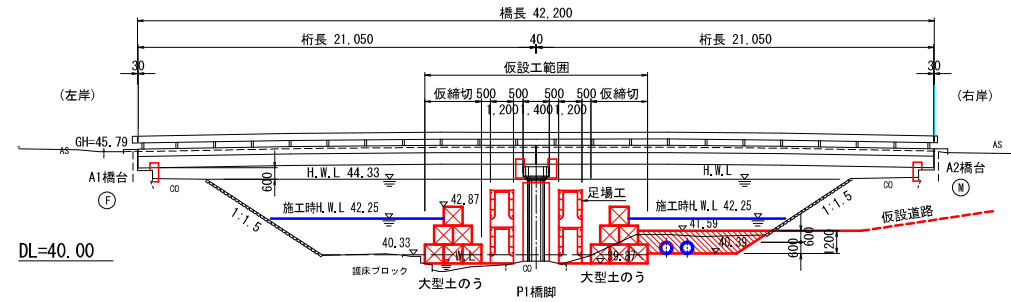 橋長 42,200
桁長 21,050
40
桁長 21,050
30
30
仮設工範囲
(左岸)
仮締切
500
500
500
500
仮締切
(右岸)
1,200
1,400
1,200
GH=45.79
AS
AS
A1橋台
600
H.W.L 44.33
H.W.L
A2橋台
CO
CO
F
M
1:1.5
42.87
足場工
1:1.5
施工時H.W.L 42.25
施工時H.W.L 42.25
仮設道路
41.59
40.33
W.L
39.87
40.39
600
600
1,200
DL=40.00
護床ブロック
CO
大型土のう
大型土のう
P1橋脚